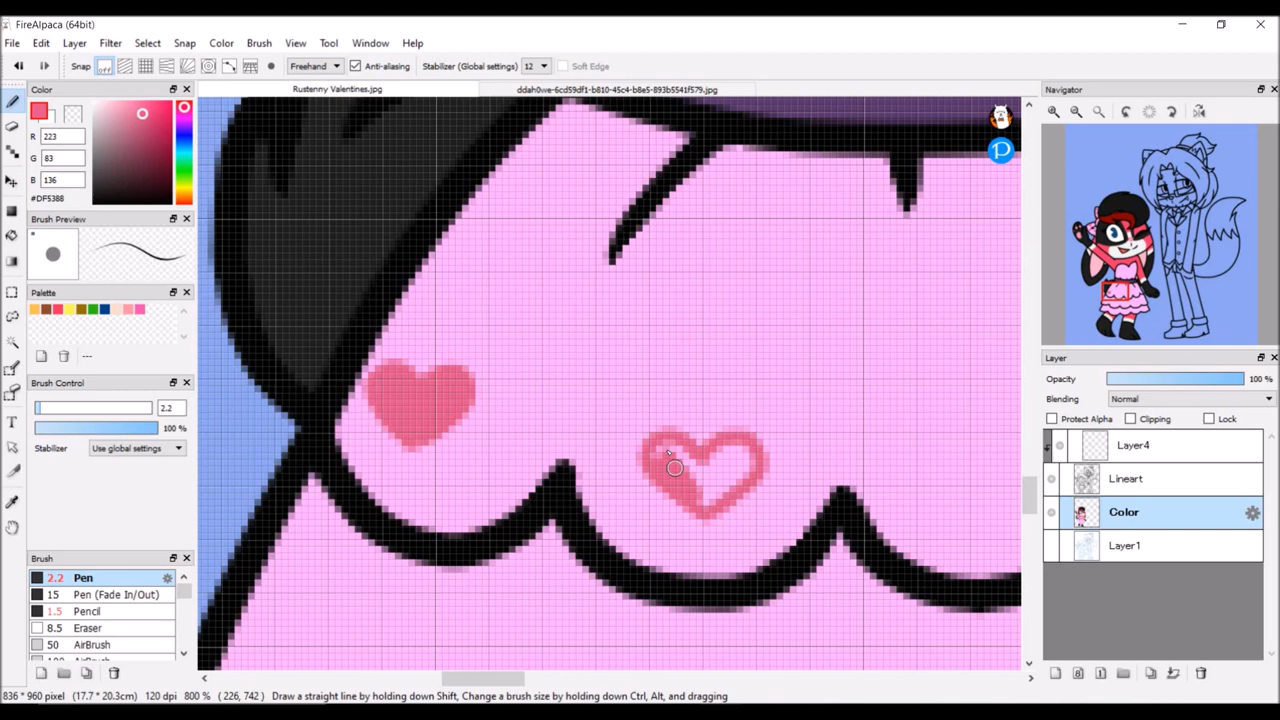 FireAlpaca (64bit)
File Edit Layer Filter Select Snap Color Brush View Tool Window Help
Snap off Freehand Anti-aliasing Stabilizer (Global settings) 12 Soft Edge
Color
Rustenny Valentines.jpg
ddah0we-6cd59df1-b810-45c4-b8e5-893b5541f579.jpg
Navigator
R 223
G 83
B 136
#DF5388
Brush Preview
Palette
---
Brush Control
2.2
100 %
Stabilizer Use global settings
Brush
2.2 Pen
15 Pen (Fade In/Out)
1.5 Pencil
8.5 Eraser
50 AirBrush
Layer
Opacity 100 %
Blending Normal
Protect Alpha Clipping Lock
Layer4
Lineart
Color
Layer1
836 * 960 pixel (17.7 * 20.3cm) 120 dpi 800 % ( 226, 742 ) Draw a straight line by holding down Shift, Change a brush size by holding down Ctrl, Alt, and dragging